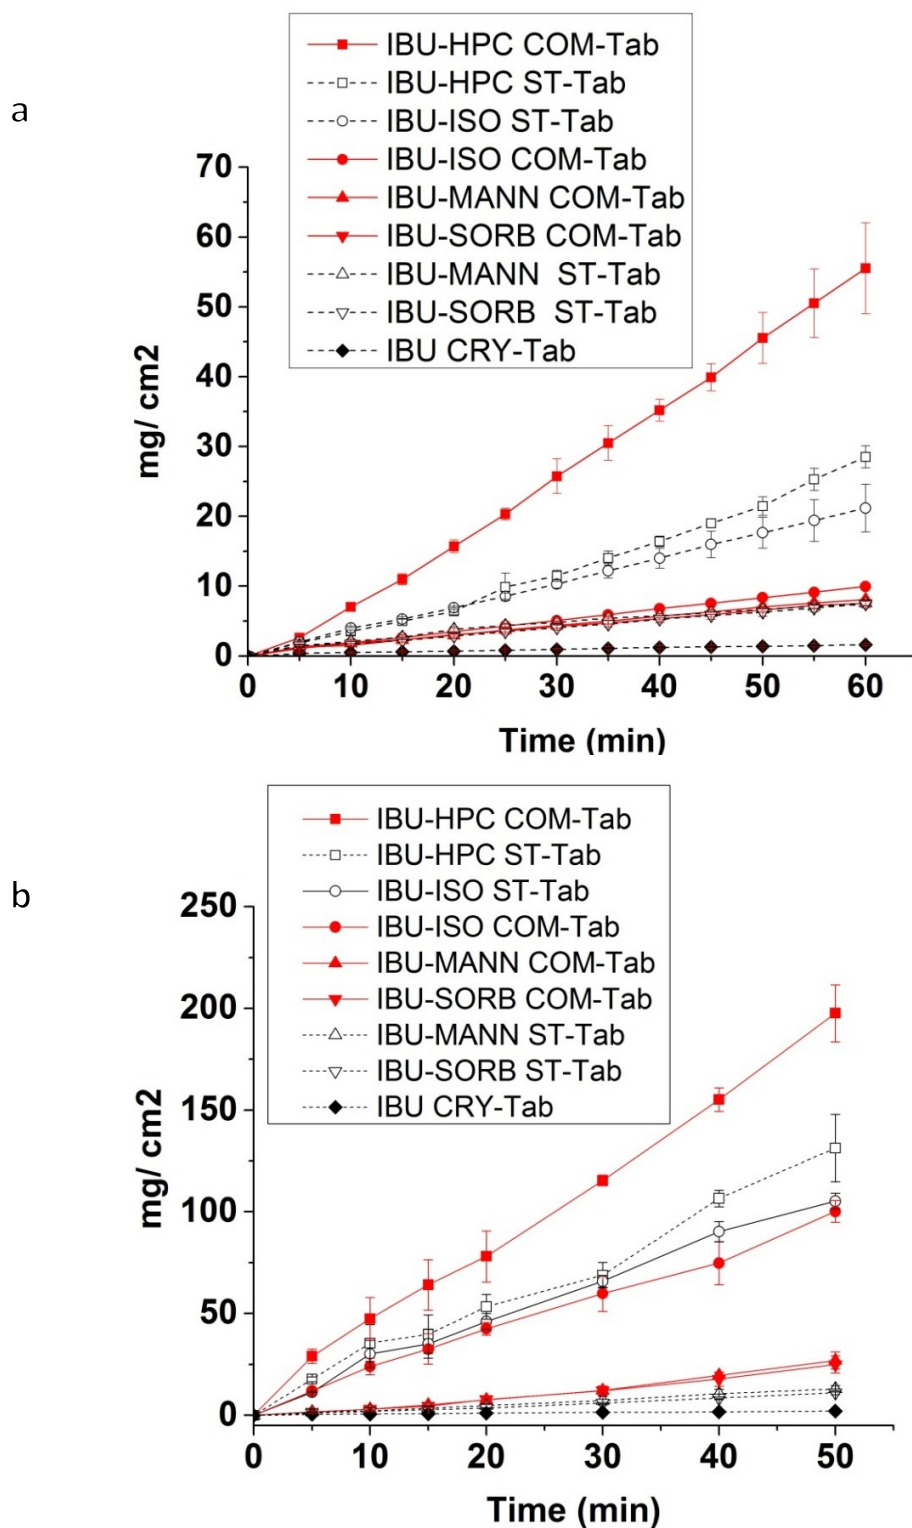 a
IBU-HPC COM-Tab
IBU-HPC ST-Tab
IBU-ISO ST-Tab
IBU-ISO COM-Tab
IBU-MANN COM-Tab
IBU-SORB COM-Tab
IBU-MANN  ST-Tab
IBU-SORB  ST-Tab
IBU CRY-Tab
70
60
50
40
30
20
10
0
mg/ cm2
0 10 20 30 40 50 60
Time (min)
b
IBU-HPC COM-Tab
IBU-HPC ST-Tab
IBU-ISO ST-Tab
IBU-ISO COM-Tab
IBU-MANN COM-Tab
IBU-SORB COM-Tab
IBU-MANN ST-Tab
IBU-SORB ST-Tab
IBU CRY-Tab
250
200
150
100
50
0
mg/ cm2
0 10 20 30 40 50
Time (min)